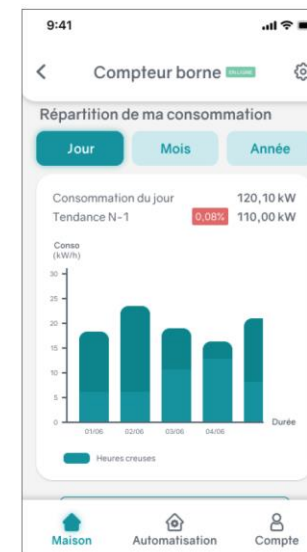 9:41
Compteur borne
Répartition de ma consommation
Jour Mois Année
Consommation du jour 120,10 kW
Tendance N-1 0,08% 110,00 kW
Conso
(kW/h)
30
25
20
15
10
5
0
01/06 02/06 03/06 04/06 Durée
Heures creuses
Maison Automatisation Compte